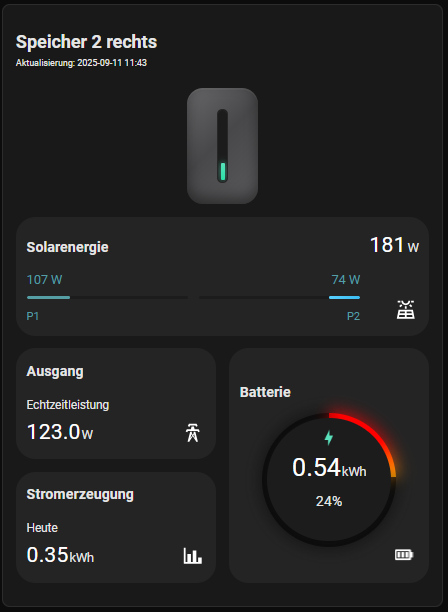 Speicher 2 rechts
Aktualisierung: 2025-09-11 11:43
Solarenergie
181 W
107 W
74 W
P1
P2
Ausgang
Echtzeitleistung
123.0W
Batterie
0.54kWh
24%
Stromerzeugung
Heute
0.35kWh